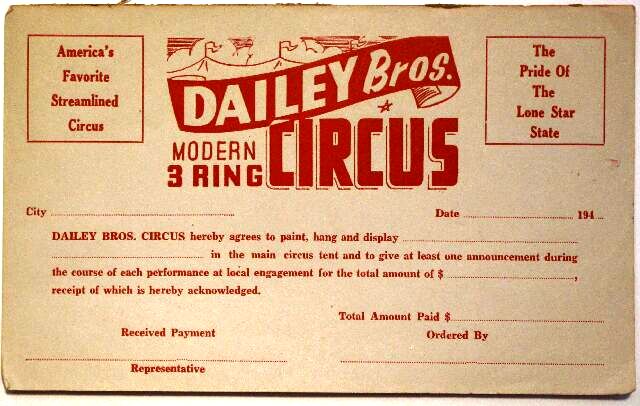 America's
Favorite
Streamlined
Circus
DAILEY Bros.
MODERN
3 RING CIRCUS
The
Pride Of
The
Lone Star
State
City
Date 194
DAILEY BROS. CIRCUS hereby agrees to paint, hang and display
in the main circus tent and to give at least one announcement during
the course of each performance at local engagement for the total amount of $ ,
receipt of which is hereby acknowledged.
Total Amount Paid $
Received Payment Ordered By
Representative